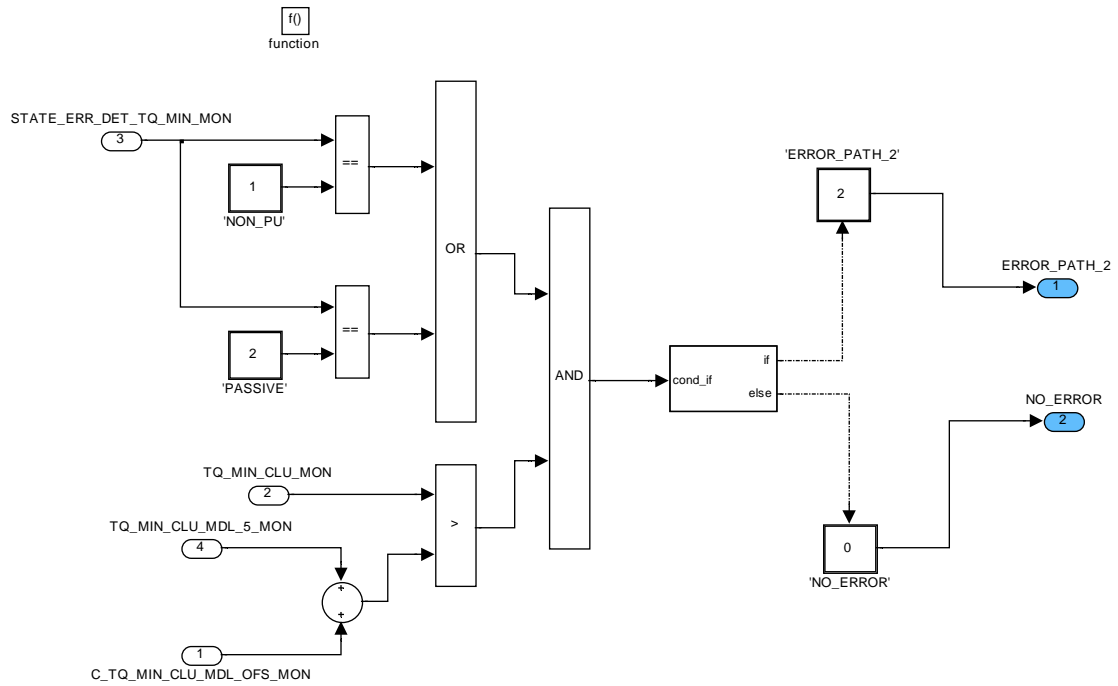 f()
function
STATE_ERR_DET_TQ_MIN_MON
3
==
1
'NON_PU'
OR
==
2
'PASSIVE'
AND
cond_if
if
else
'ERROR_PATH_2'
2
ERROR_PATH_2
1
NO_ERROR
2
TQ_MIN_CLU_MON
2
>
TQ_MIN_CLU_MDL_5_MON
4
+
+
1
C_TQ_MIN_CLU_MDL_OFS_MON
0
'NO_ERROR'